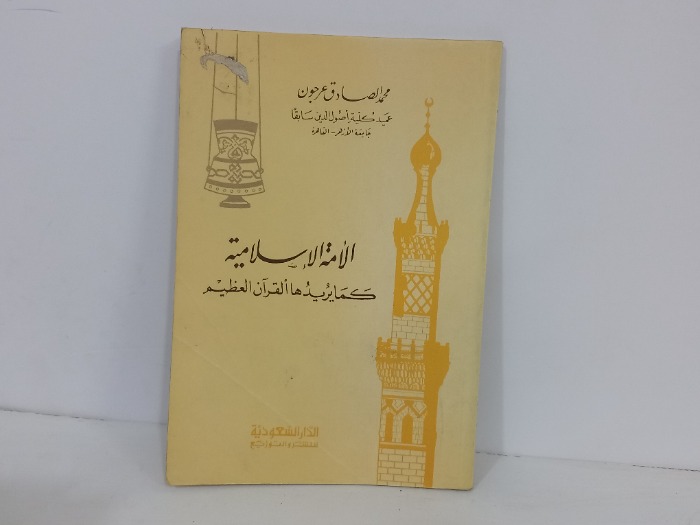 محمد الصادق عرجون
عميد كلية أصول الدين سابقًا
جامعة الأزهر - القاهرة
الأمة الإسلامية
كما يريدها القرآن العظيم
الدار السعودية
للنشر والتوزيع